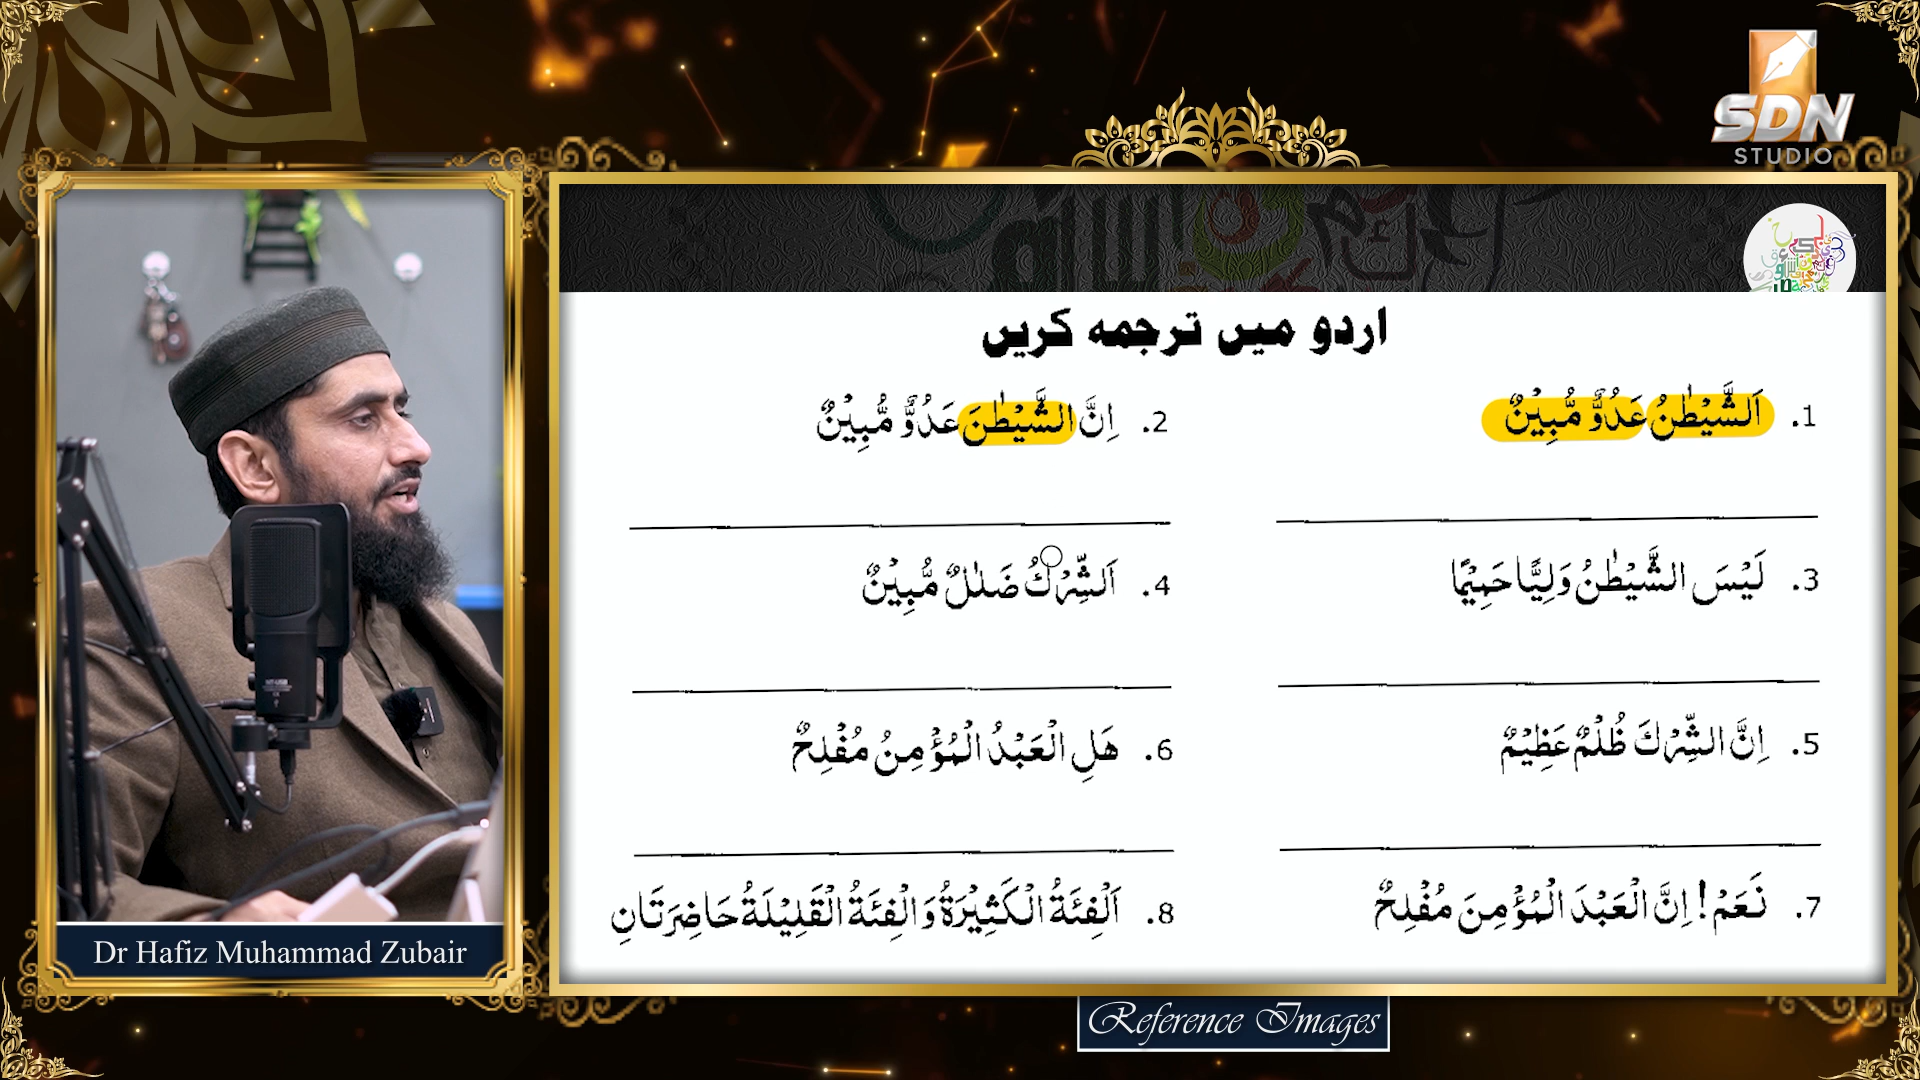 SDN
STUDIO
اردو میں ترجمہ کریں
1. اَلشَّيْطٰنُ عَدُوٌّ مُّبِيْنٌ
2. اِنَّ الشَّيْطٰنَ عَدُوٌّ مُّبِيْنٌ
3. لَيْسَ الشَّيْطٰنُ وَلِيًّا حَمِيْمًا
4. اَلشِّرْكُ ضَلٰلٌ مُّبِيْنٌ
5. اِنَّ الشِّرْكَ ظُلْمٌ عَظِيْمٌ
6. هَلِ الْعَبْدُ الْمُؤْمِنُ مُفْلِحٌ
7. نَعَمْ! اِنَّ الْعَبْدَ الْمُؤْمِنَ مُفْلِحٌ
8. اَلْفِئَةُ الْكَثِيْرَةُ وَالْفِئَةُ الْقَلِيْلَةُ حَاضِرَتَانِ
Dr Hafiz Muhammad Zubair
Reference Images